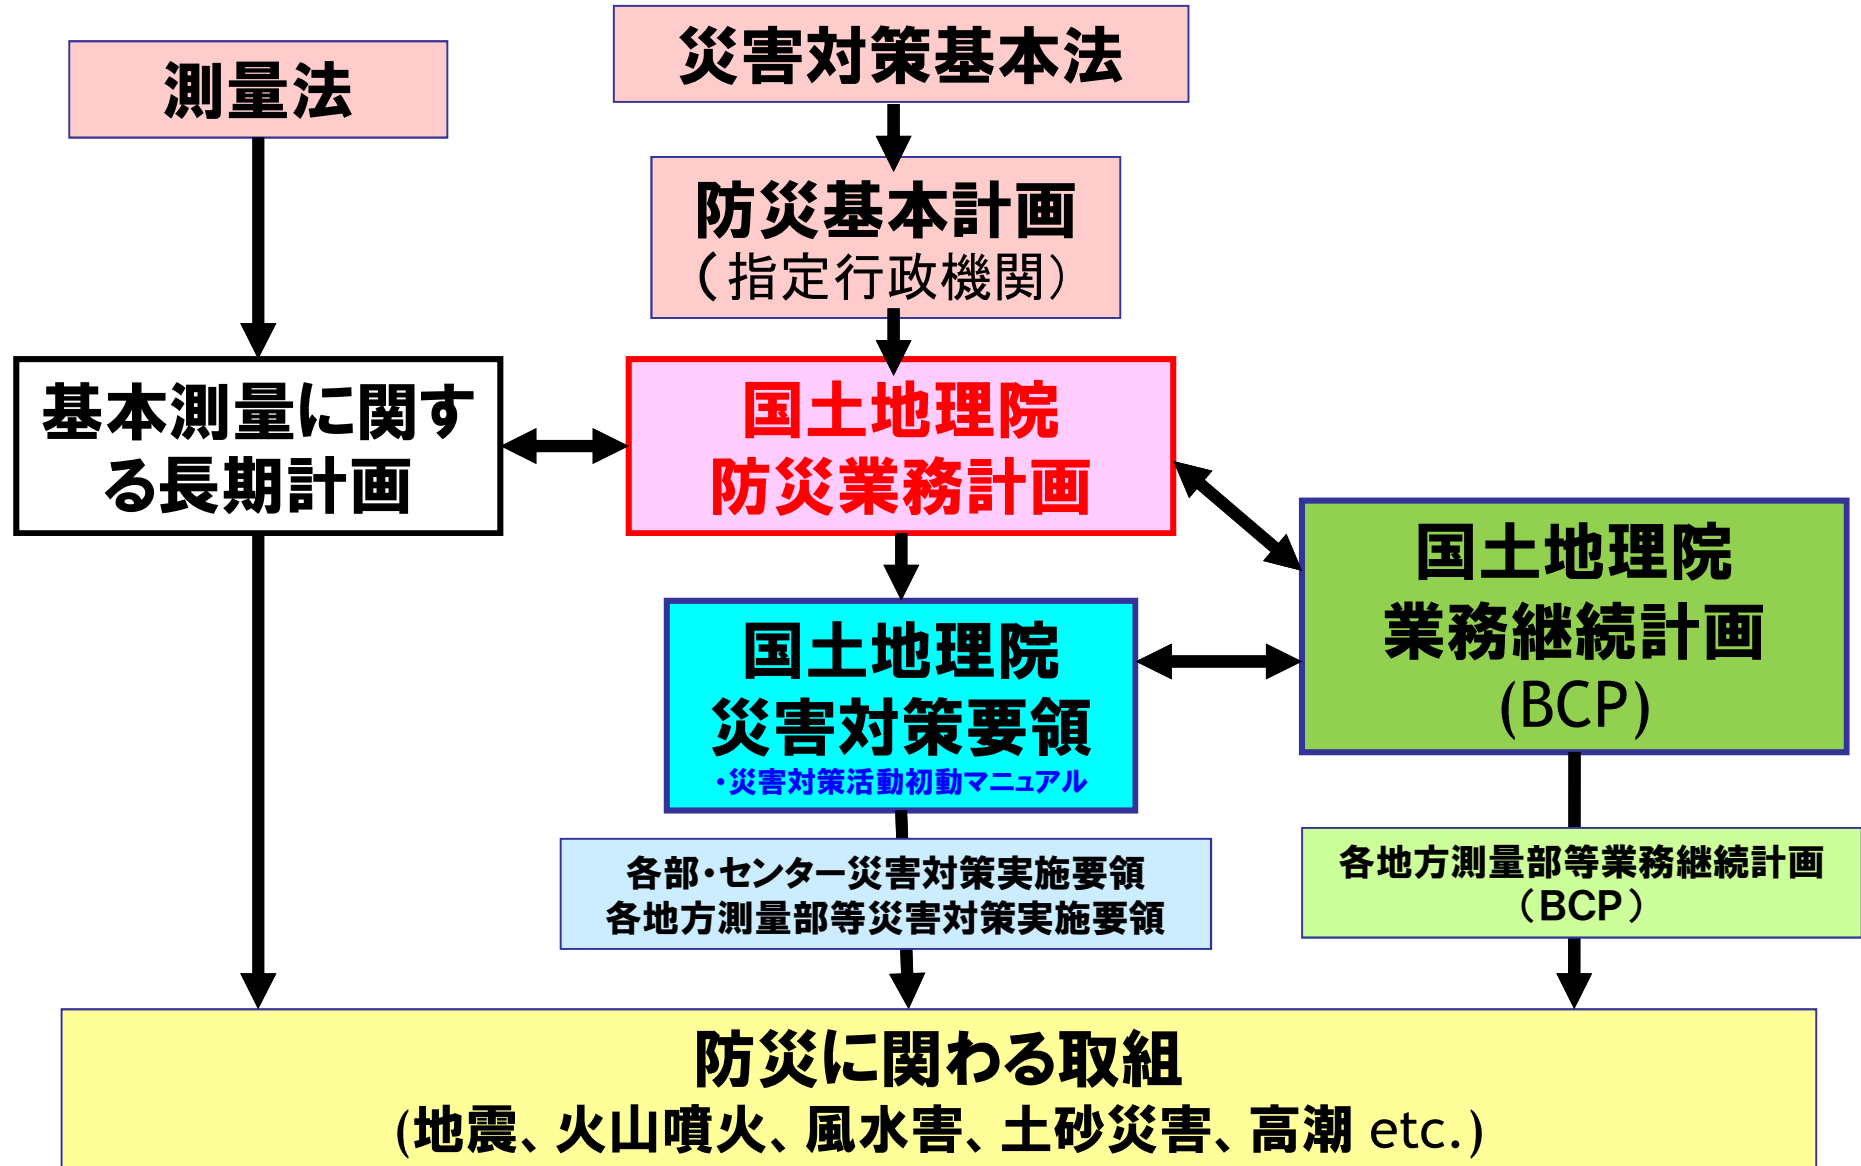 測量法
災害対策基本法
防災基本計画
（指定行政機関）
基本測量に関す
る長期計画
国土地理院
防災業務計画
国土地理院
業務継続計画
(BCP)
国土地理院
災害対策要領
・災害対策活動初動マニュアル
各部・センター災害対策実施要領
各地方測量部等災害対策実施要領
各地方測量部等業務継続計画
（BCP）
防災に関わる取組
(地震、火山噴火、風水害、土砂災害、高潮 etc.)